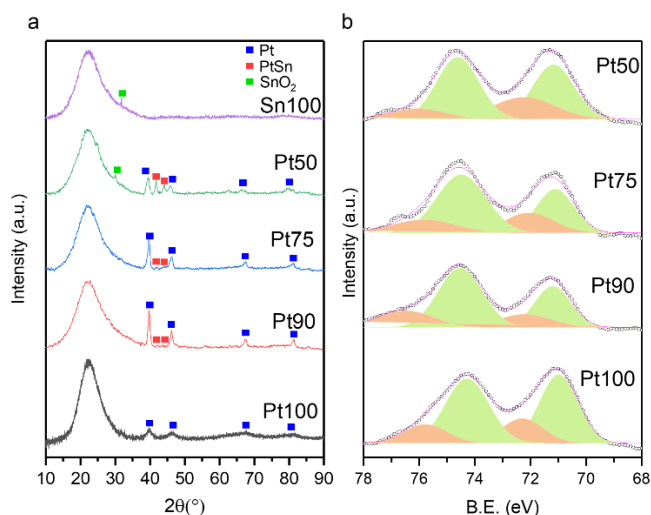 a
Pt
PtSn
SnO2
Sn100
Pt50
Pt75
Pt90
Pt100
Intensity (a.u.)
10 20 30 40 50 60 70 80 90
2θ(°)
b
Pt50
Pt75
Pt90
Pt100
Intensity (a.u.)
78 76 74 72 70 68
B.E. (eV)